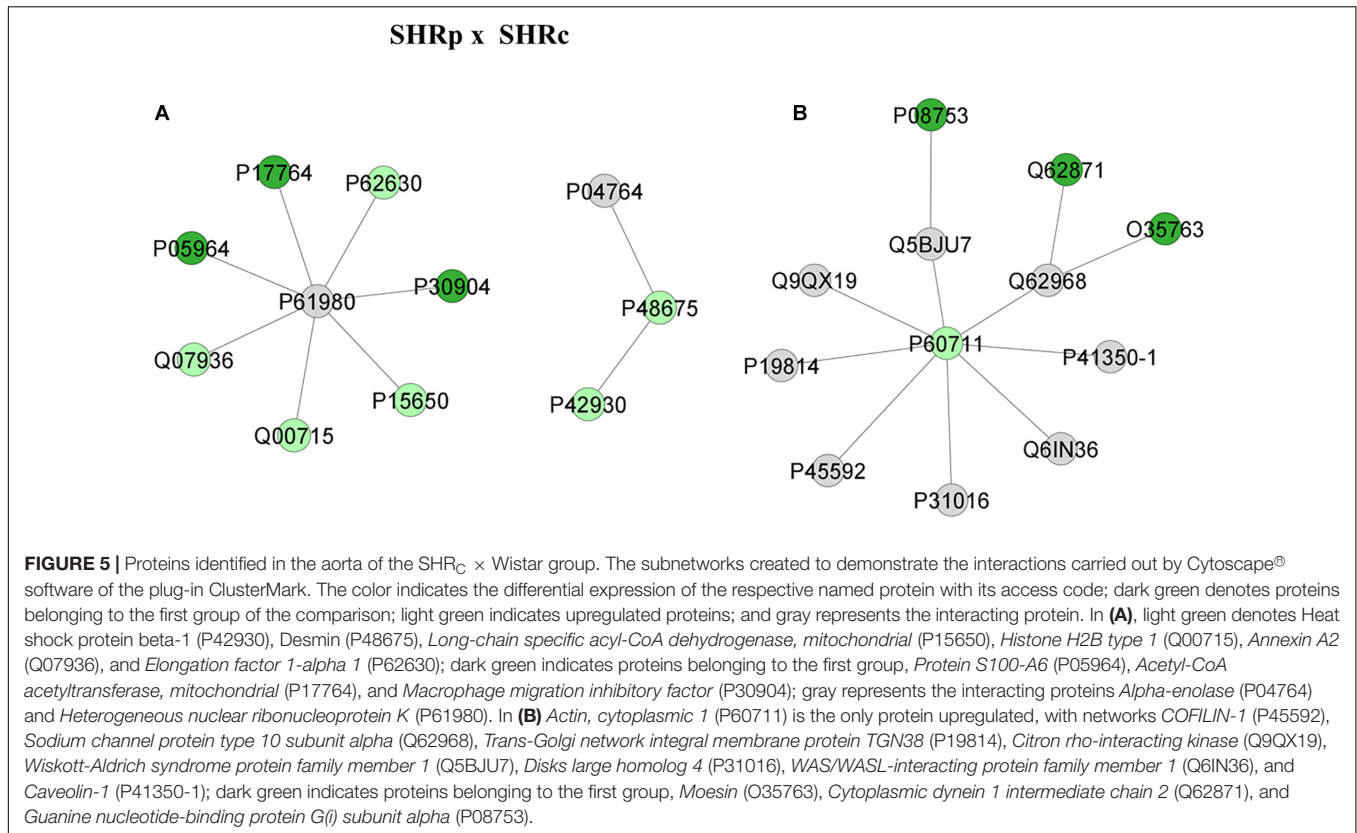 SHRp x SHRc
A
B
P17764
P62630
P05964
P30904
P61980
Q07936
P15650
Q00715
P04764
P48675
P42930
P08753
Q62871
O35763
Q5BJU7
Q9QX19
Q62968
P60711
P41350-1
P19814
Q6IN36
P45592
P31016
FIGURE 5 | Proteins identified in the aorta of the SHRC × Wistar group. The subnetworks created to demonstrate the interactions carried out by Cytoscape®
software of the plug-in ClusterMark. The color indicates the differential expression of the respective named protein with its access code; dark green denotes proteins
belonging to the first group of the comparison; light green indicates upregulated proteins; and gray represents the interacting protein. In (A), light green denotes Heat
shock protein beta-1 (P42930), Desmin (P48675), Long-chain specific acyl-CoA dehydrogenase, mitochondrial (P15650), Histone H2B type 1 (Q00715), Annexin A2
(Q07936), and Elongation factor 1-alpha 1 (P62630); dark green indicates proteins belonging to the first group, Protein S100-A6 (P05964), Acetyl-CoA
acetyltransferase, mitochondrial (P17764), and Macrophage migration inhibitory factor (P30904); gray represents the interacting proteins Alpha-enolase (P04764)
and Heterogeneous nuclear ribonucleoprotein K (P61980). In (B) Actin, cytoplasmic 1 (P60711) is the only protein upregulated, with networks COFILIN-1 (P45592),
Sodium channel protein type 10 subunit alpha (Q62968), Trans-Golgi network integral membrane protein TGN38 (P19814), Citron rho-interacting kinase (Q9QX19),
Wiskott-Aldrich syndrome protein family member 1 (Q5BJU7), Disks large homolog 4 (P31016), WAS/WASL-interacting protein family member 1 (Q6IN36), and
Caveolin-1 (P41350-1); dark green indicates proteins belonging to the first group, Moesin (O35763), Cytoplasmic dynein 1 intermediate chain 2 (Q62871), and
Guanine nucleotide-binding protein G(i) subunit alpha (P08753).